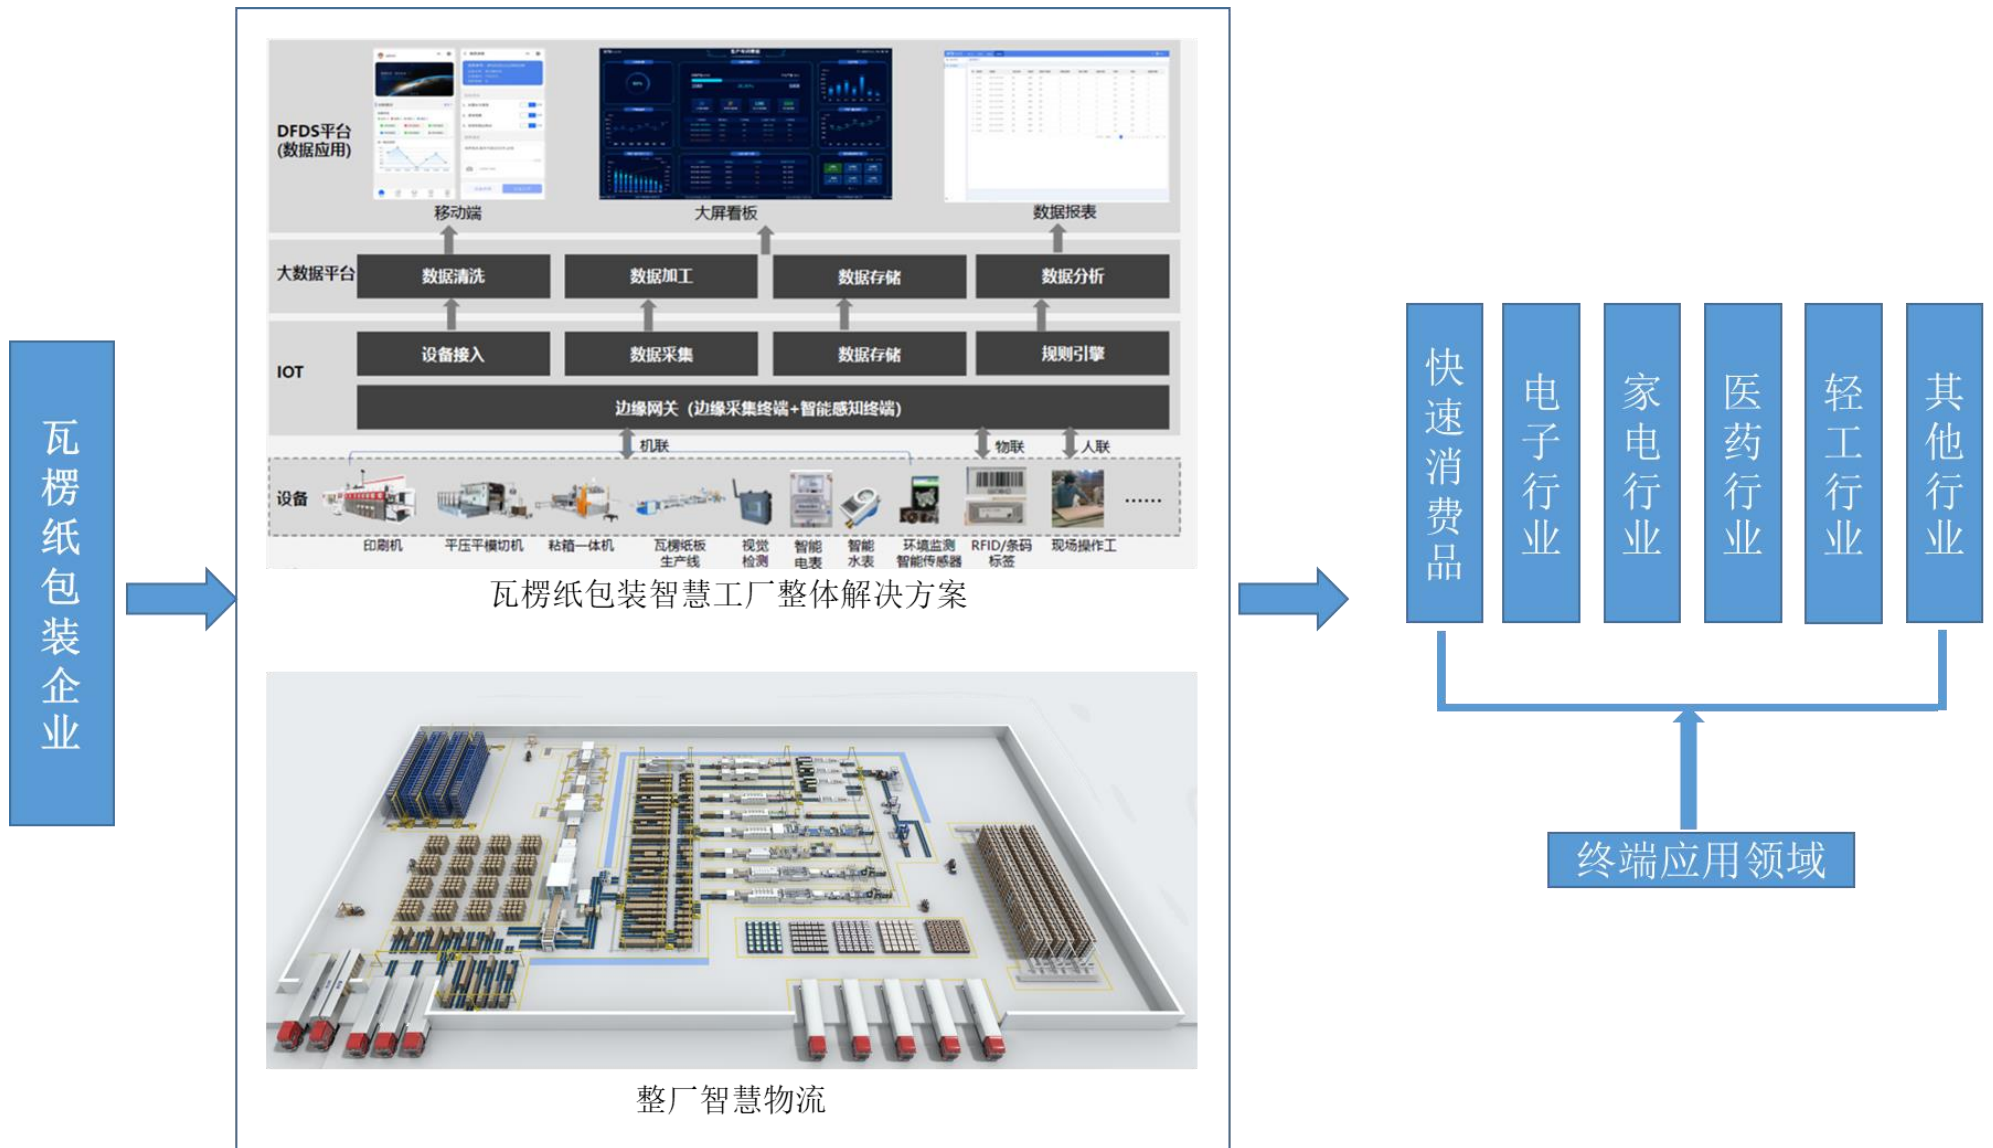 瓦楞纸包装企业
DFDS平台
(数据应用)
移动端
大屏看板
数据报表
大数据平台
数据清洗
数据加工
数据存储
数据分析
IOT
设备接入
数据采集
数据存储
规则引擎
边缘网关（边缘采集终端+智能感知终端）
机联
物联
人联
设备
......
印刷机
平压平模切机
粘箱一体机
瓦楞纸板
生产线
视觉
检测
智能
电表
智能
水表
环境监测
智能传感器
RFID/条码
标签
现场操作工
瓦楞纸包装智慧工厂整体解决方案
整厂智慧物流
快速消费品
电子行业
家电行业
医药行业
轻工行业
其他行业
终端应用领域